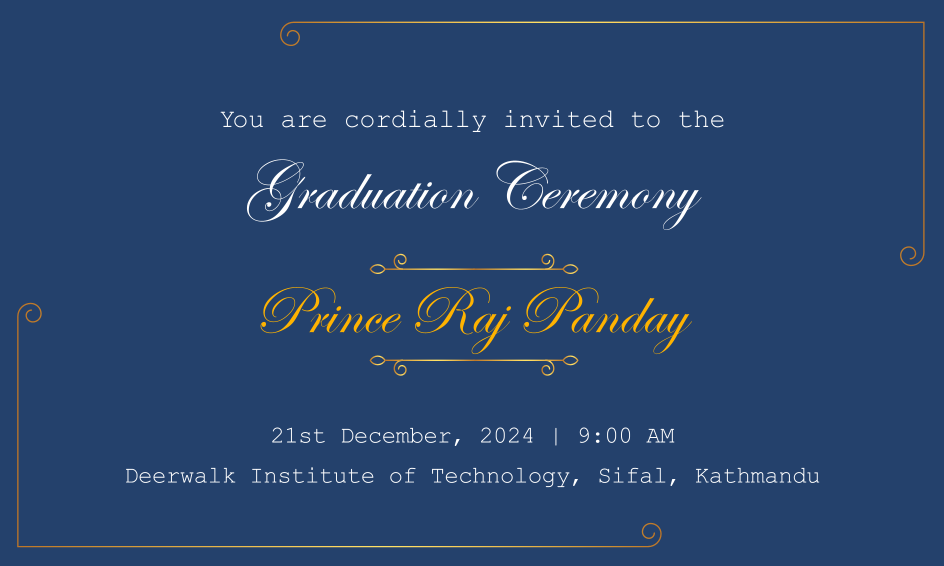 You are cordially invited to the
Graduation Ceremony
Prince Raj Panday
21st December, 2024 | 9:00 AM
Deerwalk Institute of Technology, Sifal, Kathmandu